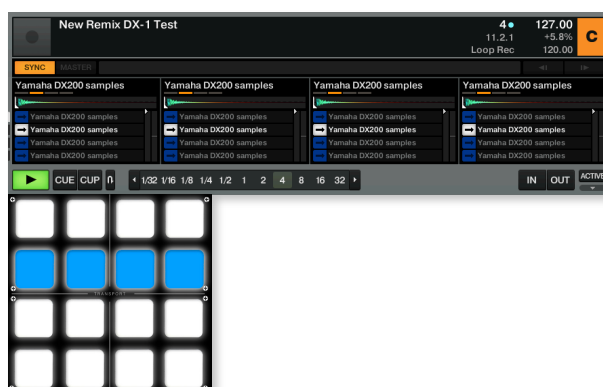 New Remix DX-1 Test
4 127.00
11.2.1 +5.8%
Loop Rec 120.00
C
SYNC MASTER
Yamaha DX200 samples Yamaha DX200 samples Yamaha DX200 samples Yamaha DX200 samples
Yamaha DX200 samples Yamaha DX200 samples Yamaha DX200 samples Yamaha DX200 samples
Yamaha DX200 samples Yamaha DX200 samples Yamaha DX200 samples Yamaha DX200 samples
Yamaha DX200 samples Yamaha DX200 samples Yamaha DX200 samples Yamaha DX200 samples
Yamaha DX200 samples Yamaha DX200 samples Yamaha DX200 samples Yamaha DX200 samples
CUE CUP 1/32 1/16 1/8 1/4 1/2 1 2 4 8 16 32 IN OUT ACTIVE
TRANSPORT